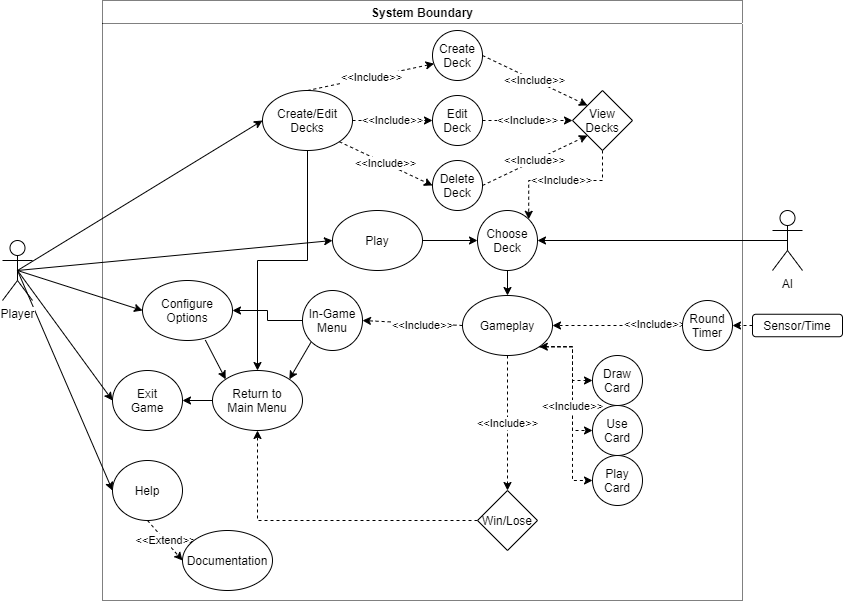 System Boundary
Create
Deck
<<Include>>
<<Include>>
Create/Edit
Decks
<<Include>>
Edit
Deck
<<Include>>
View
Decks
<<Include>>
<<Include>>
Delete
Deck
<<Include>>
Play
Choose
Deck
AI
Player
Configure
Options
In-Game
Menu
<<Include>>
Gameplay
<<Include>>
Round
Timer
Sensor/Time
Draw
Card
Exit
Game
Return to
Main Menu
<<Include>>
<<Include>>
Use
Card
Play
Card
Help
Win/Lose
<<Extend>>
Documentation